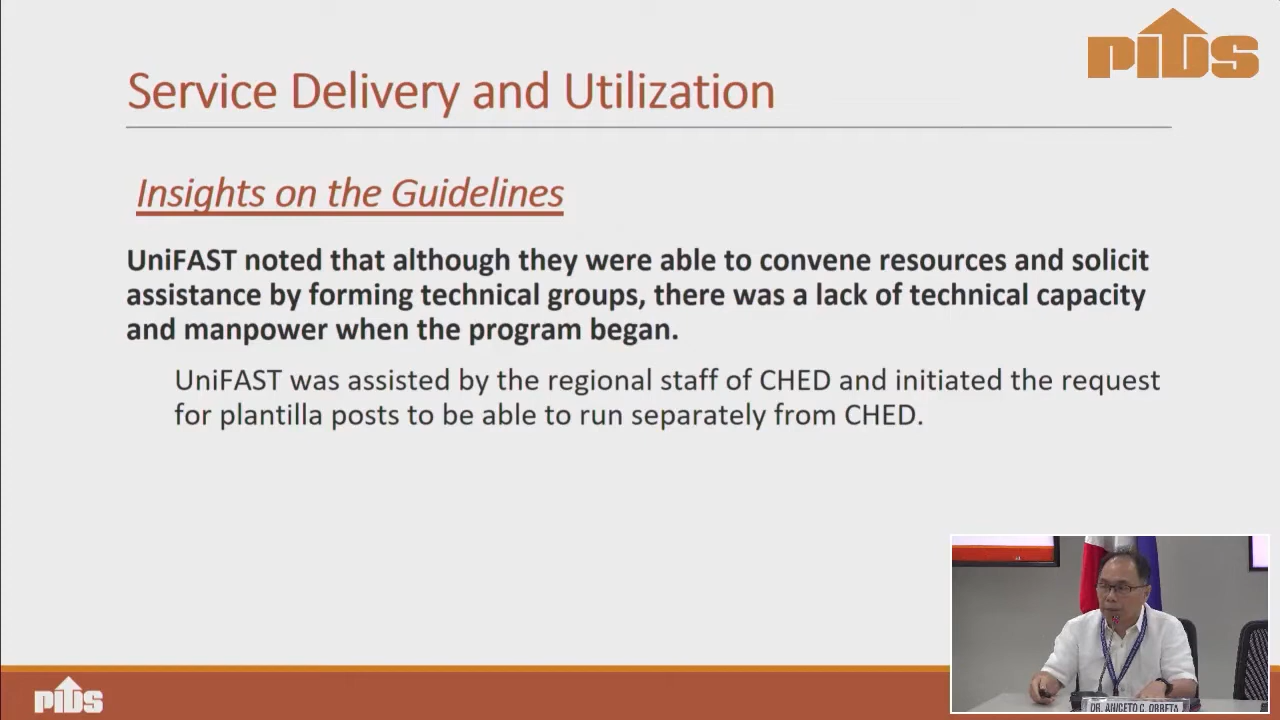 PIDS
Service Delivery and Utilization
Insights on the Guidelines
UniFAST noted that although they were able to convene resources and solicit
assistance by forming technical groups, there was a lack of technical capacity
and manpower when the program began.
UniFAST was assisted by the regional staff of CHED and initiated the request
for plantilla posts to be able to run separately from CHED.
PIDS
DR. ANICETO C. ORBETA